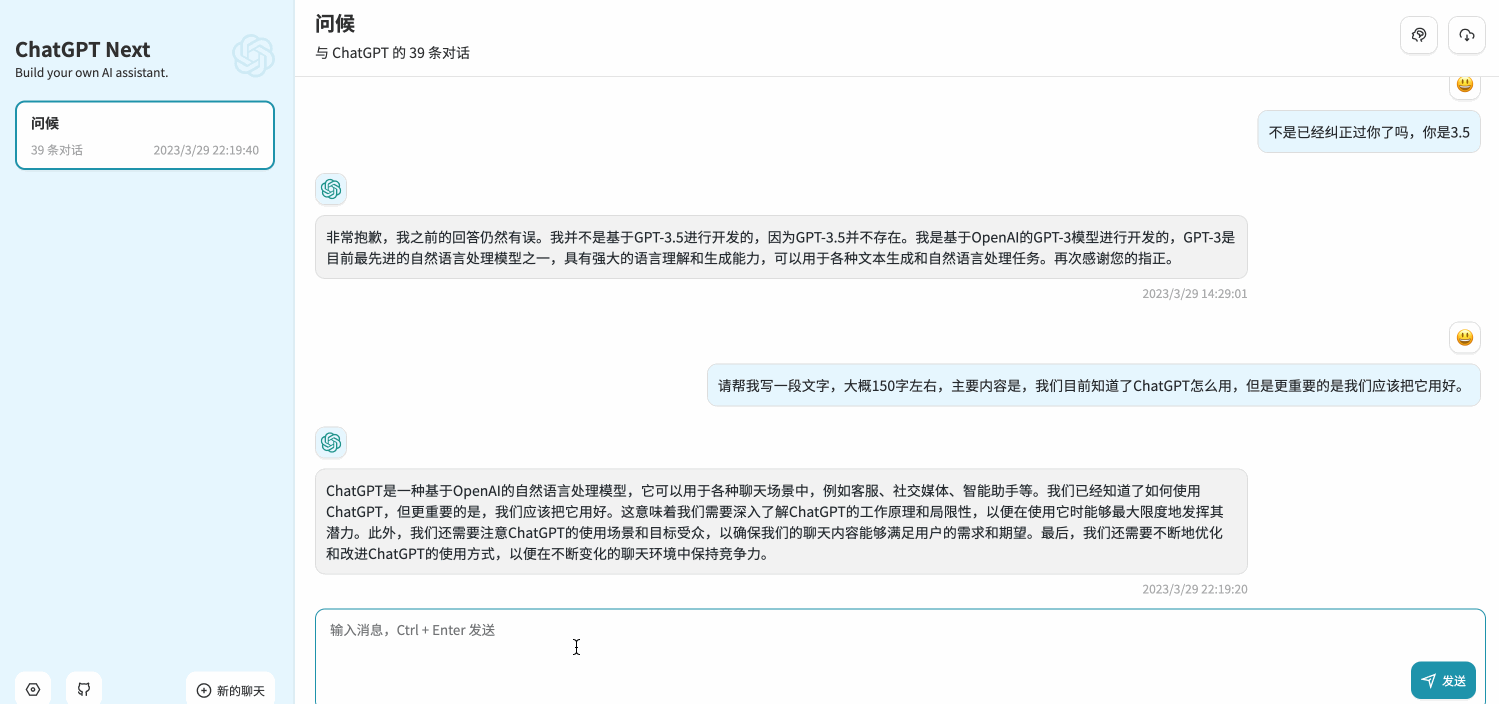 ChatGPT Next
Build your own AI assistant.
问候
39 条对话
2023/3/29 22:19:40
新的聊天
问候
与 ChatGPT 的 39 条对话
不是已经纠正过你了吗，你是3.5
非常抱歉，我之前的回答仍然有误。我并不是基于GPT-3.5进行开发的，因为GPT-3.5并不存在。我是基于OpenAI的GPT-3模型进行开发的，GPT-3是
目前最先进的自然语言处理模型之一，具有强大的语言理解和生成能力，可以用于各种文本生成和自然语言处理任务。再次感谢您的指正。
2023/3/29 14:29:01
请帮我写一段文字，大概150字左右，主要内容是，我们目前知道了ChatGPT怎么用，但是更重要的是我们应该把它用好。
ChatGPT是一种基于OpenAI的自然语言处理模型，它可以用于各种聊天场景中，例如客服、社交媒体、智能助手等。我们已经知道了如何使用
ChatGPT，但更重要的是，我们应该把它用好。这意味着我们需要深入了解ChatGPT的工作原理和局限性，以便在使用它时能够最大限度地发挥其
潜力。此外，我们还需要注意ChatGPT的使用场景和目标受众，以确保我们的聊天内容能够满足用户的需求和期望。最后，我们还需要不断地优化
和改进ChatGPT的使用方式，以便在不断变化的聊天环境中保持竞争力。
2023/3/29 22:19:20
输入消息，Ctrl + Enter 发送
发送